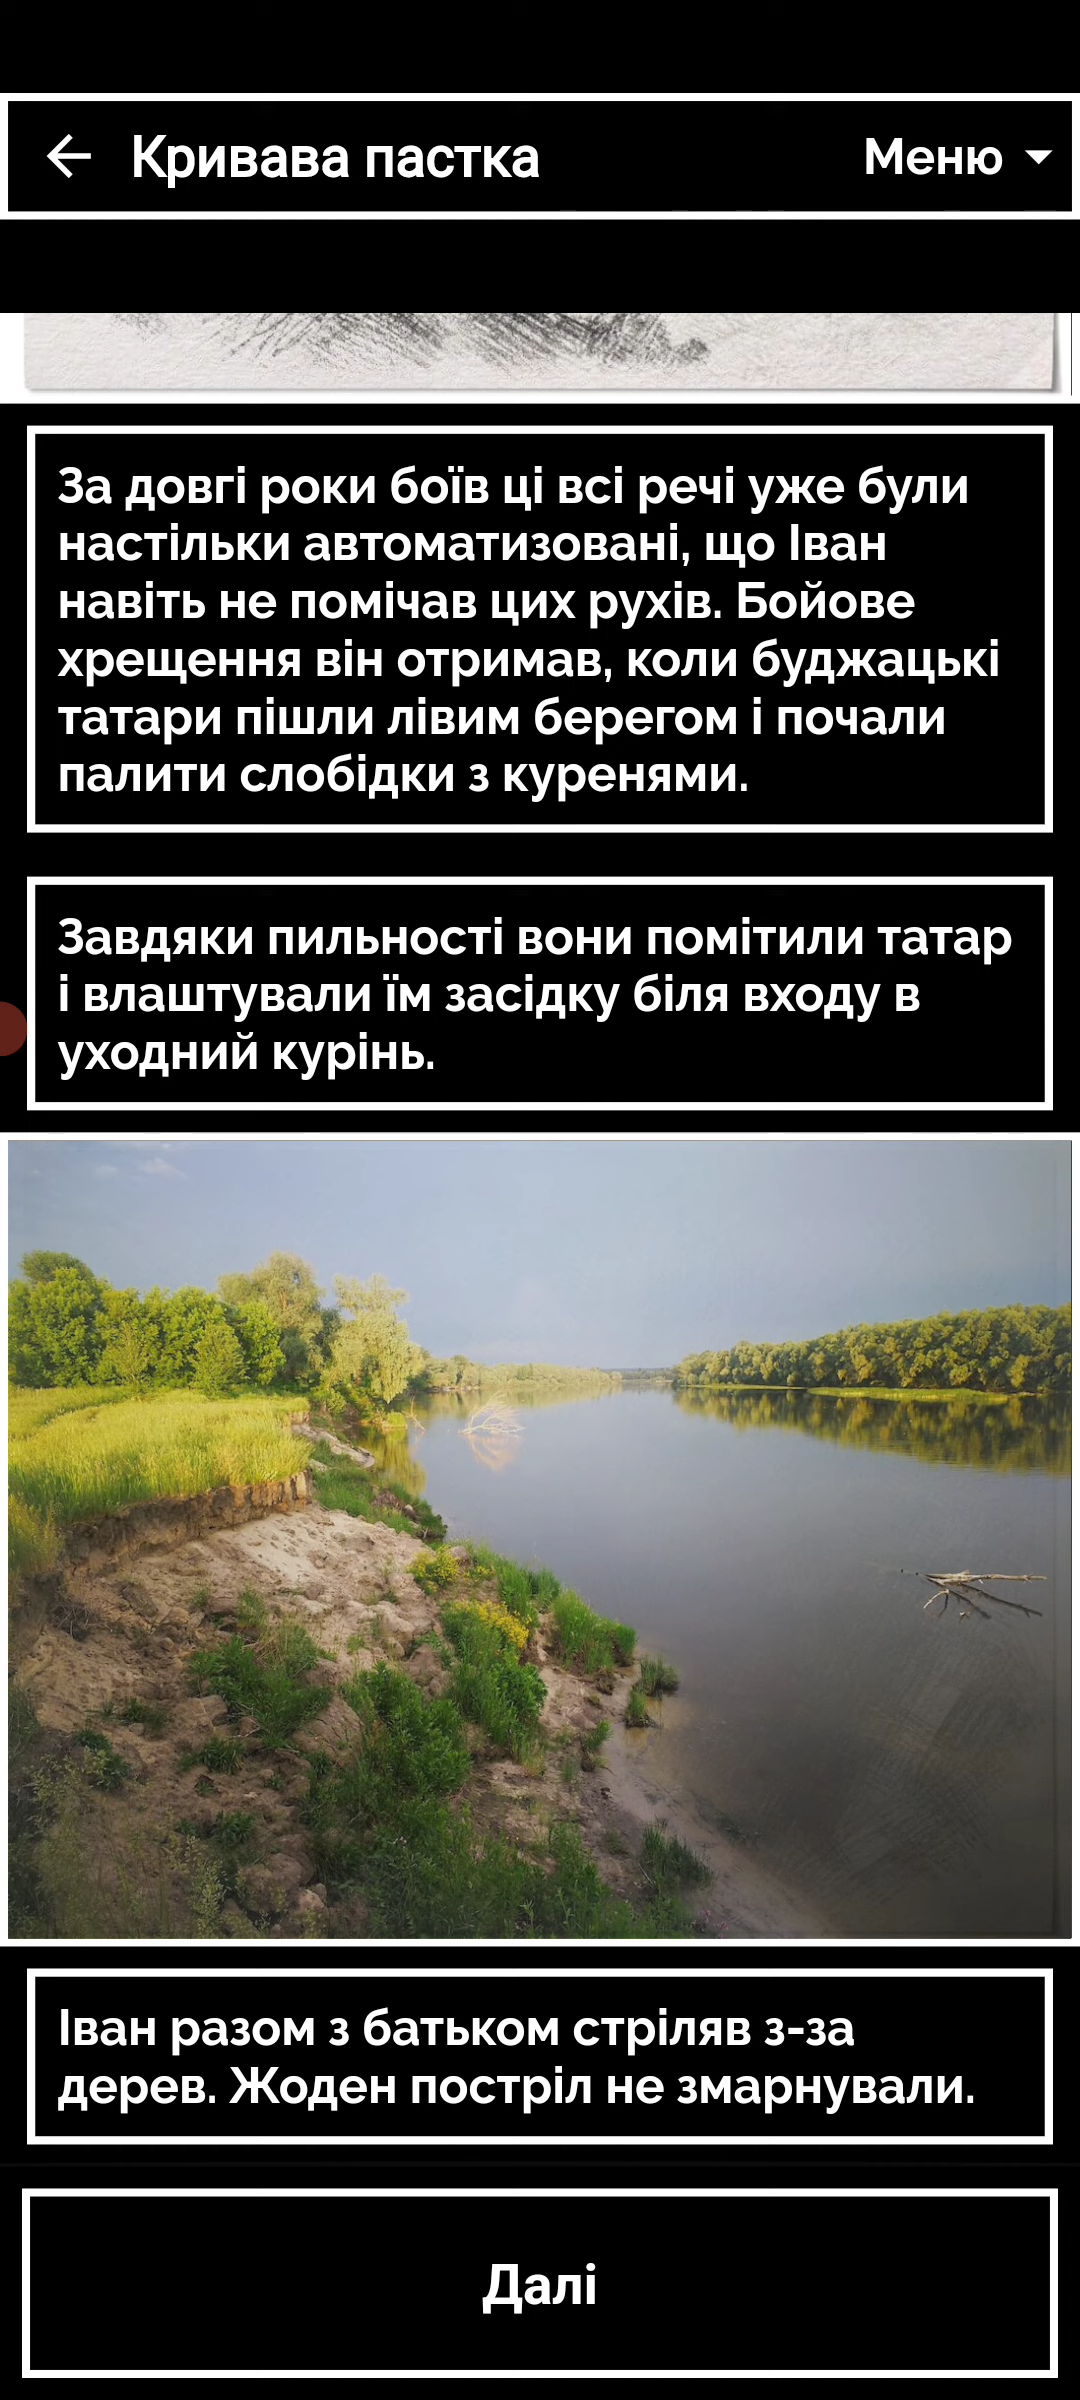 Кривава пастка
Меню
За довгі роки боїв ці всі речі уже були
настільки автоматизовані, що Іван
навіть не помічав цих рухів. Бойове
хрещення він отримав, коли буджацькі
татари пішли лівим берегом і почали
палити слобідки з куренями.
Завдяки пильності вони помітили татар
і влаштували їм засідку біля входу в
уходний курінь.
Іван разом з батьком стріляв з-за
дерев. Жоден постріл не змарнували.
Далі